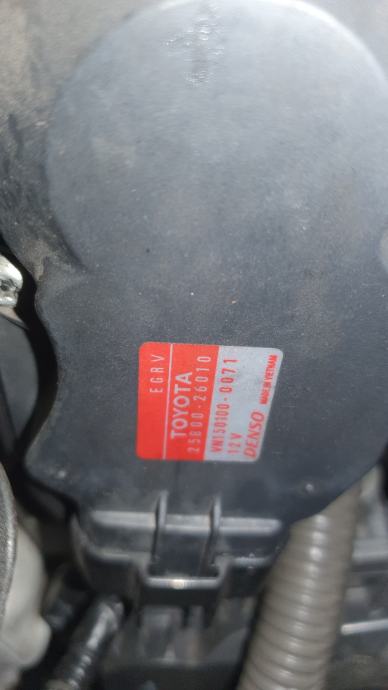 EGRV
TOYOTA
25800-26010
VN150100-0071
12V
DENSO MADE IN VIETNAM